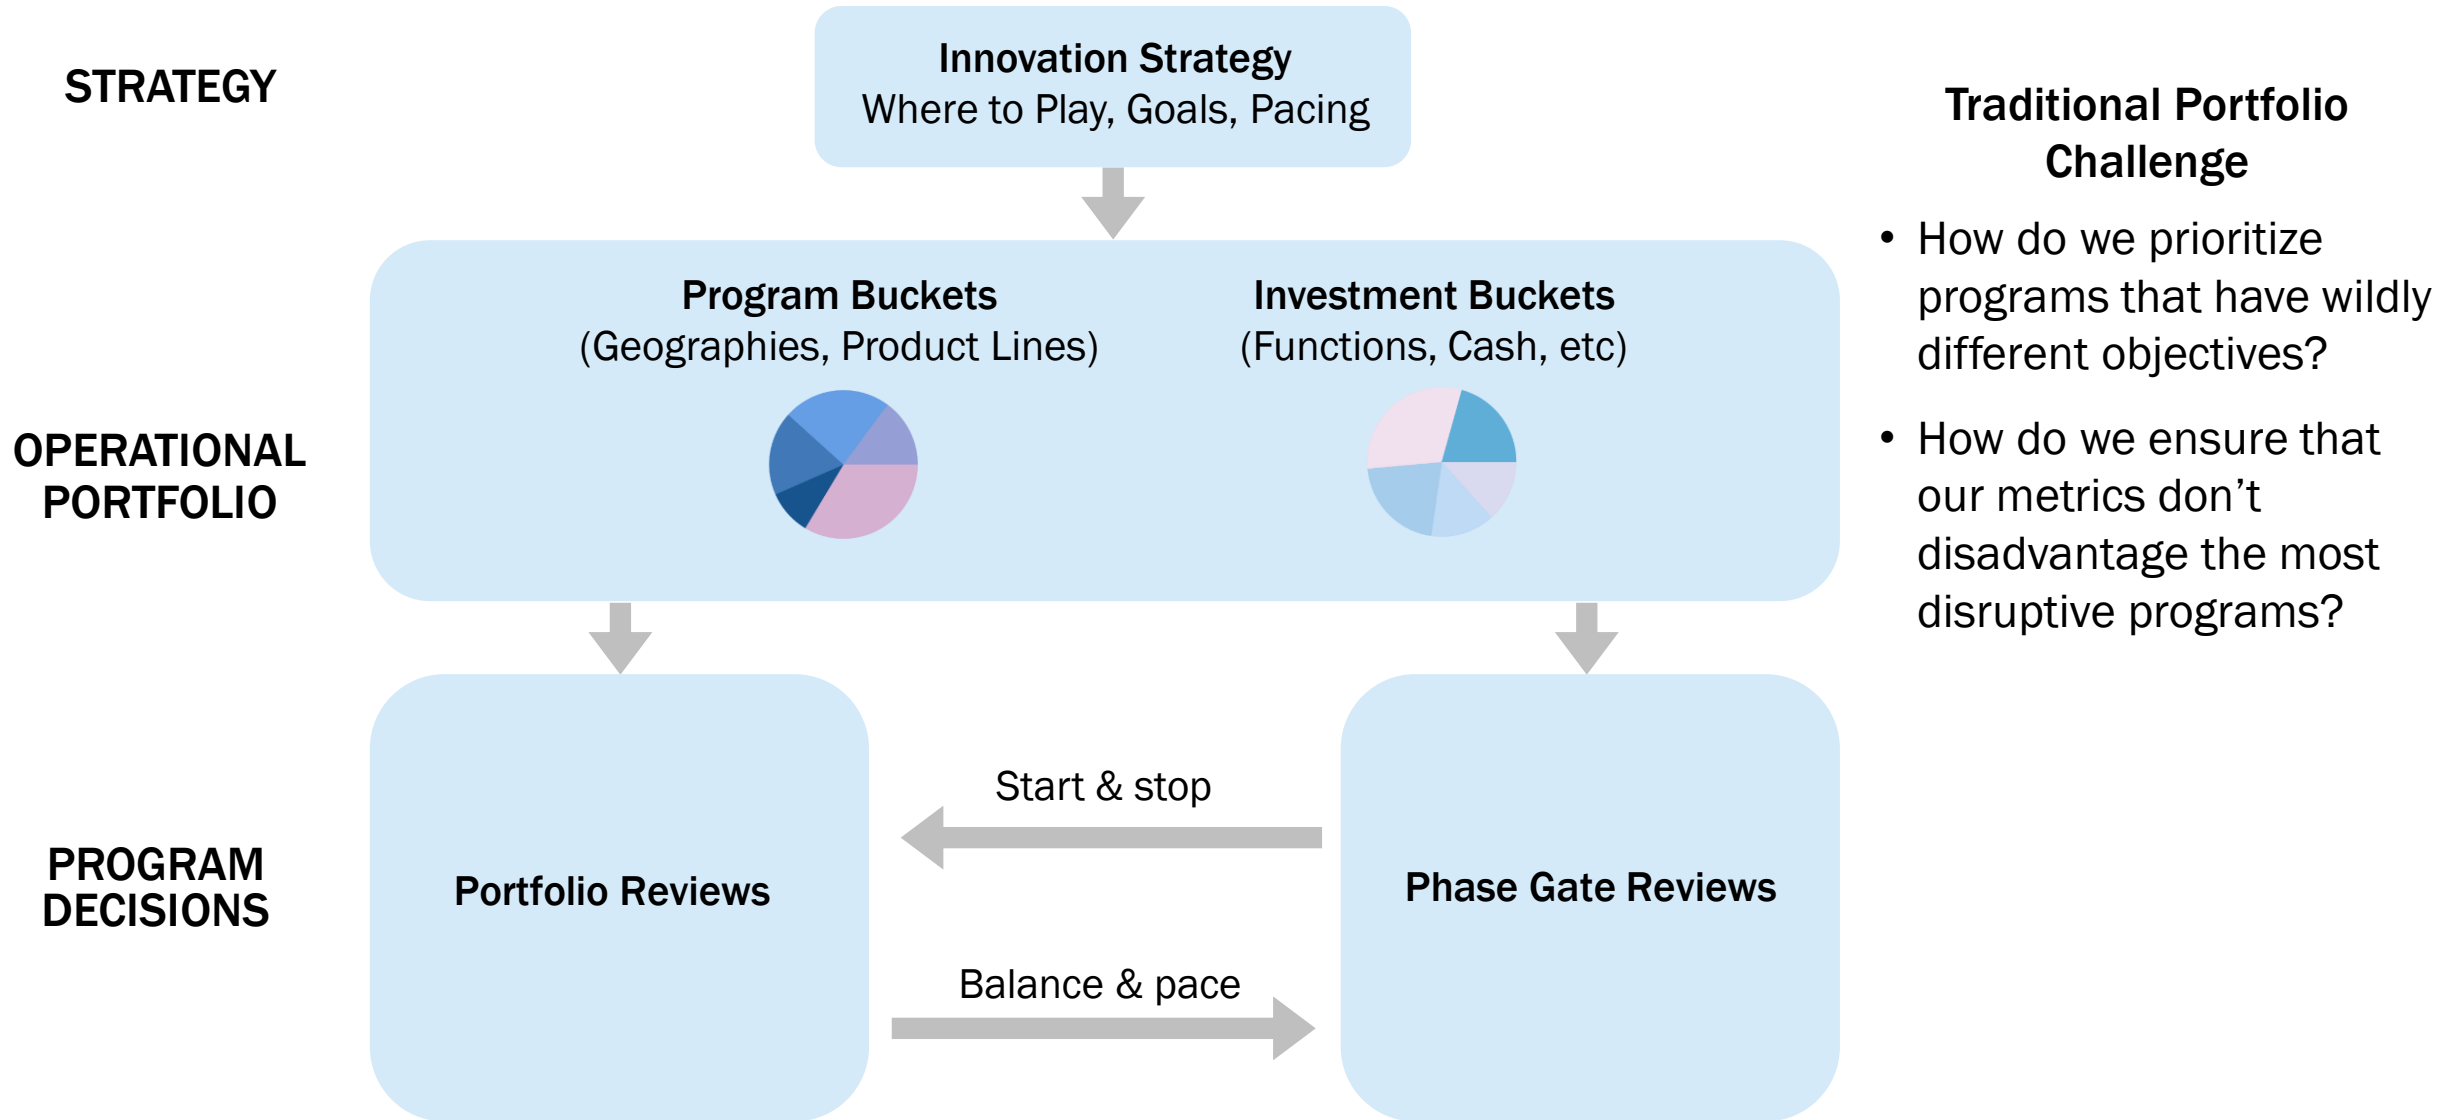 STRATEGY
Innovation Strategy
Where to Play, Goals, Pacing
Traditional Portfolio
Challenge
• How do we prioritize
programs that have wildly
different objectives?
• How do we ensure that
our metrics don’t
disadvantage the most
disruptive programs?
OPERATIONAL
PORTFOLIO
Program Buckets
(Geographies, Product Lines)
Investment Buckets
(Functions, Cash, etc)
PROGRAM
DECISIONS
Portfolio Reviews
Start & stop
Balance & pace
Phase Gate Reviews